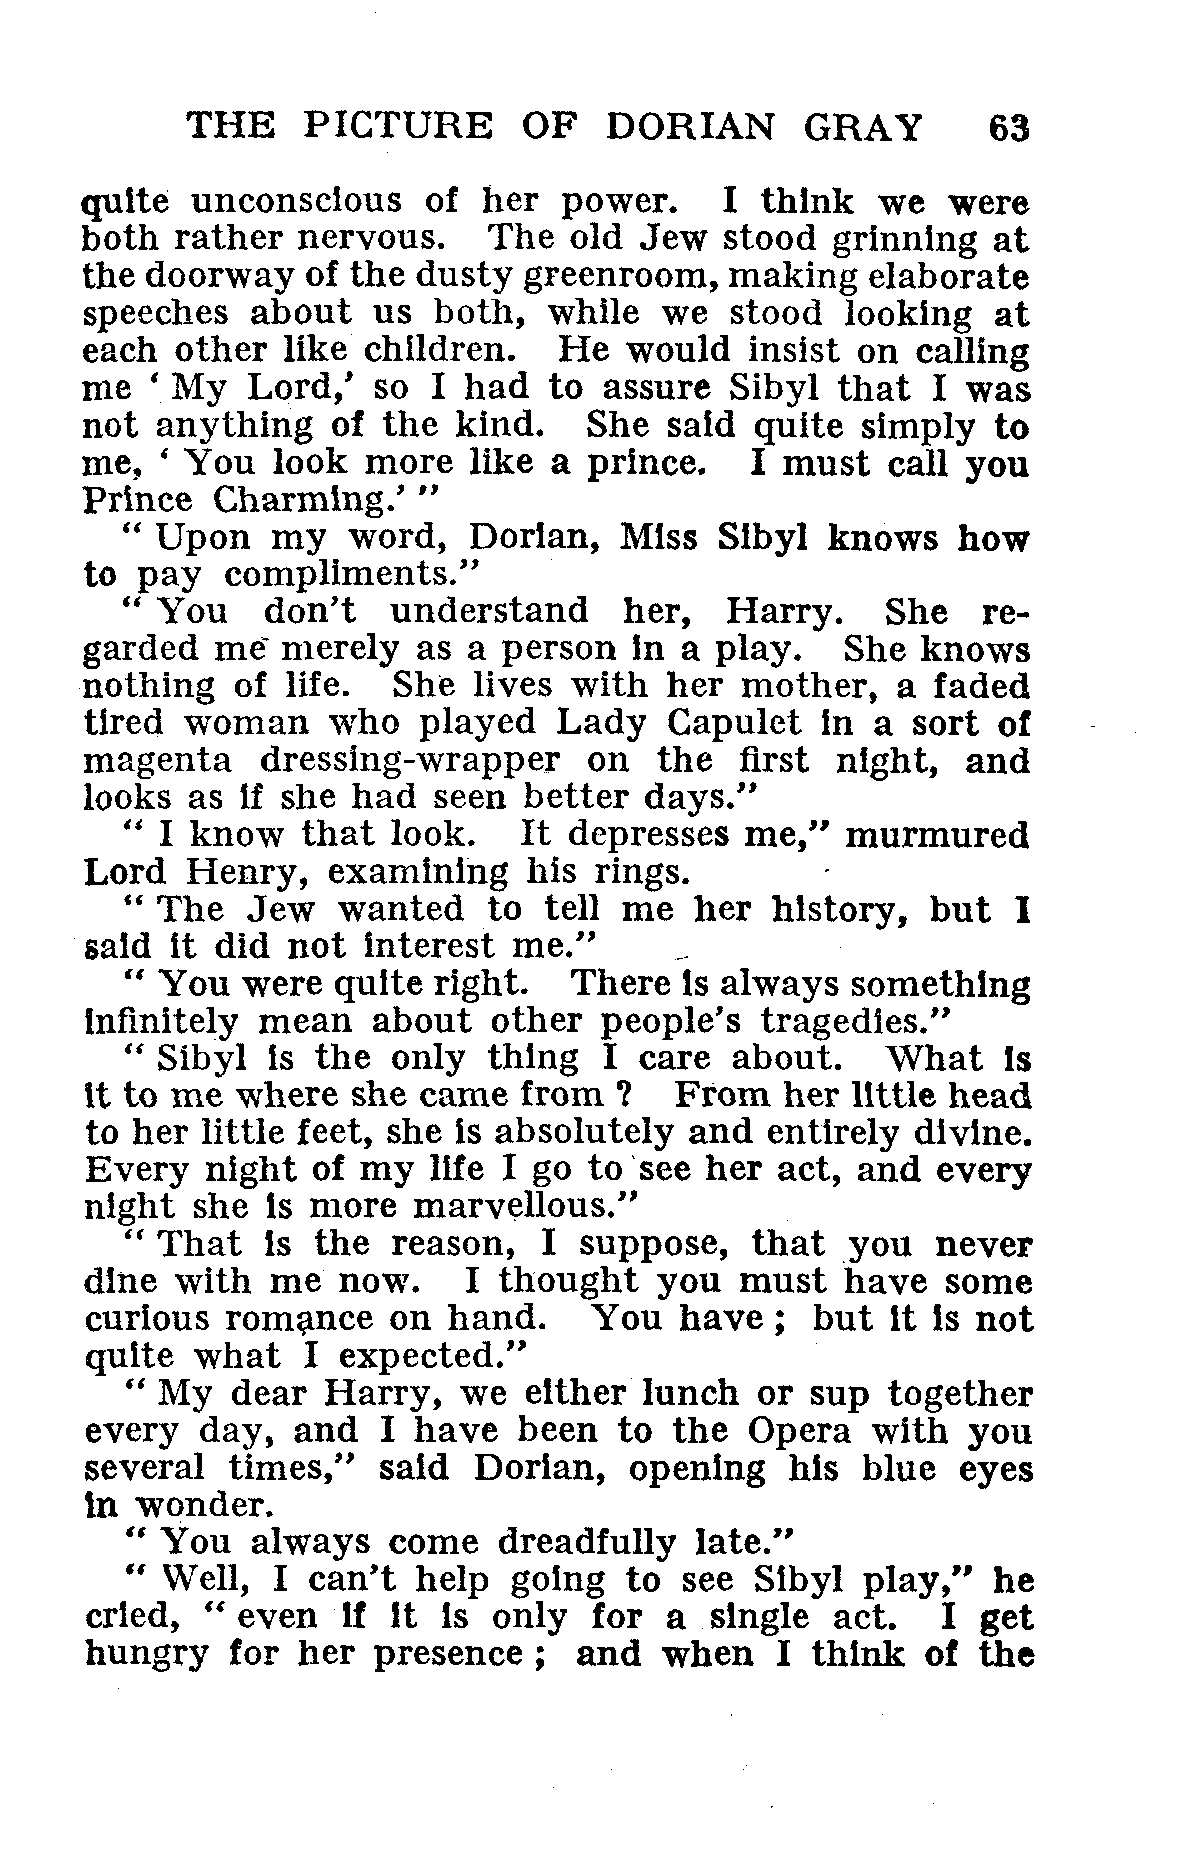 THE PICTURE OF DORIAN GRAY 63
quite unconscious of her power. I think we were
both rather nervous. The old Jew stood grinning at
the doorway of the dusty greenroom, making elaborate
speeches about us both, while we stood looking at
each other like children. He would insist on calling
me ‘ My Lord,’ so I had to assure Sibyl that I was
not anything of the kind. She said quite simply to
me, ‘ You look more like a prince. I must call you
Prince Charming.’ ”
“ Upon my word, Dorian, Miss Sibyl knows how
to pay compliments.”
“ You don’t understand her, Harry. She re-
garded me merely as a person in a play. She knows
nothing of life. She lives with her mother, a faded
tired woman who played Lady Capulet in a sort of
magenta dressing-wrapper on the first night, and
looks as if she had seen better days.”
“ I know that look. It depresses me,” murmured
Lord Henry, examining his rings.
“ The Jew wanted to tell me her history, but I
said it did not interest me.”
“ You were quite right. There is always something
infinitely mean about other people’s tragedies.”
“ Sibyl is the only thing I care about. What is
it to me where she came from ? From her little head
to her little feet, she is absolutely and entirely divine.
Every night of my life I go to see her act, and every
night she is more marvellous.”
“ That is the reason, I suppose, that you never
dine with me now. I thought you must have some
curious romance on hand. You have ; but it is not
quite what I expected.”
“ My dear Harry, we either lunch or sup together
every day, and I have been to the Opera with you
several times,” said Dorian, opening his blue eyes
in wonder.
“ You always come dreadfully late.”
“ Well, I can’t help going to see Sibyl play,” he
cried, “ even if it is only for a single act. I get
hungry for her presence ; and when I think of the